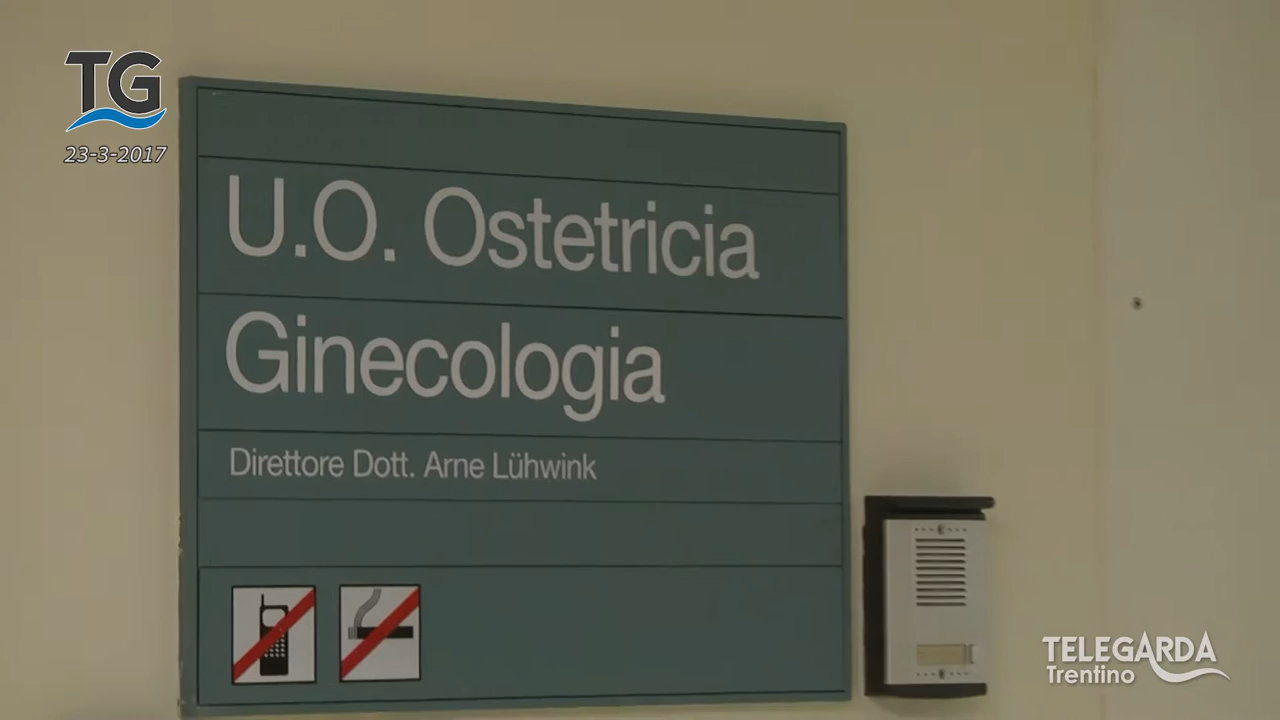 TG
23-3-2017
U.O. Ostetricia
Ginecologia
Direttore Dott. Arne Lühwink
TELEGARDA
Trentino